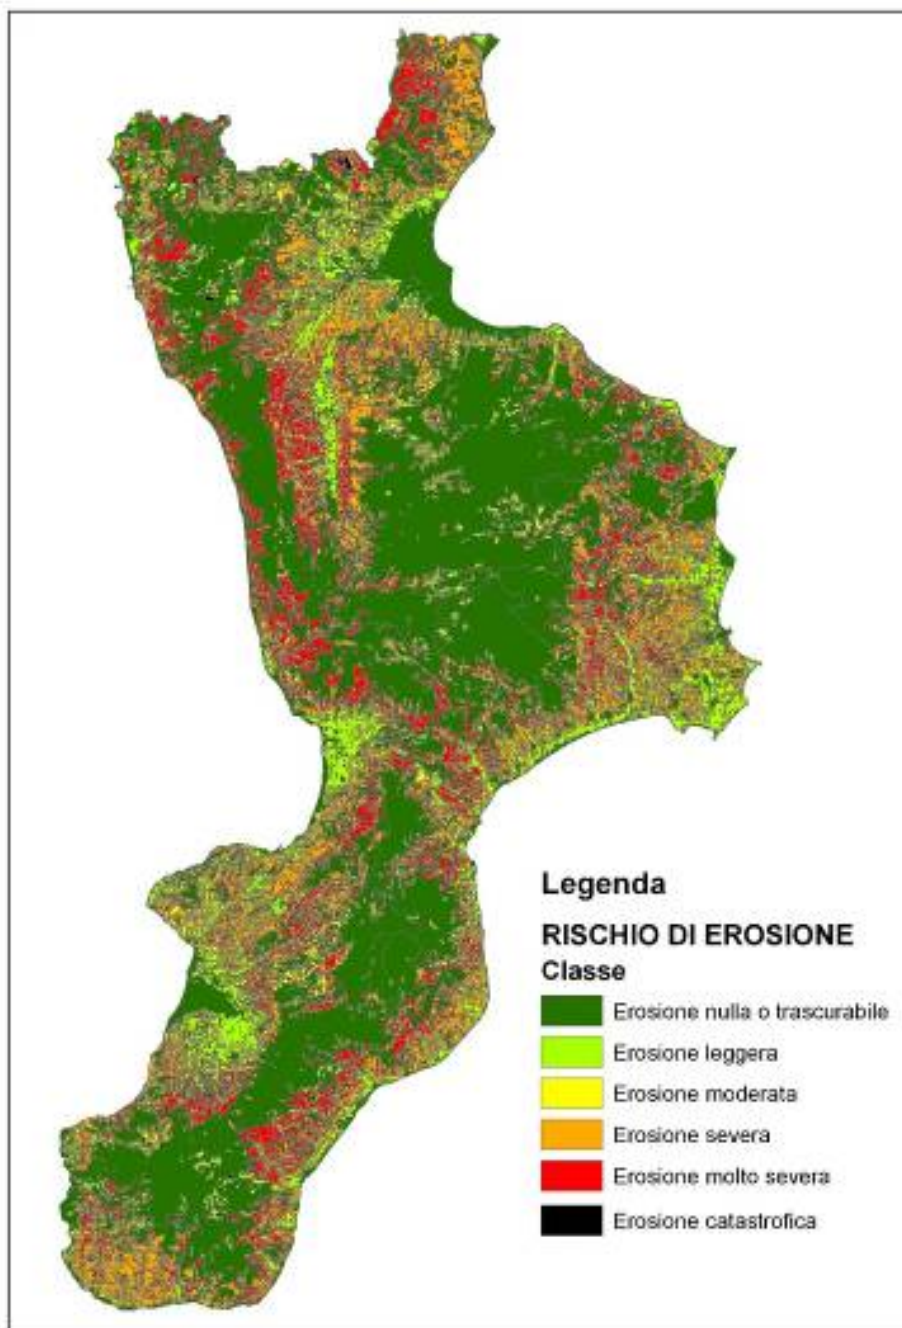 Legenda
RISCHIO DI EROSIONE
Classe
Erosione nulla o trascurabile
Erosione leggera
Erosione moderata
Erosione severa
Erosione molto severa
Erosione catastrofica